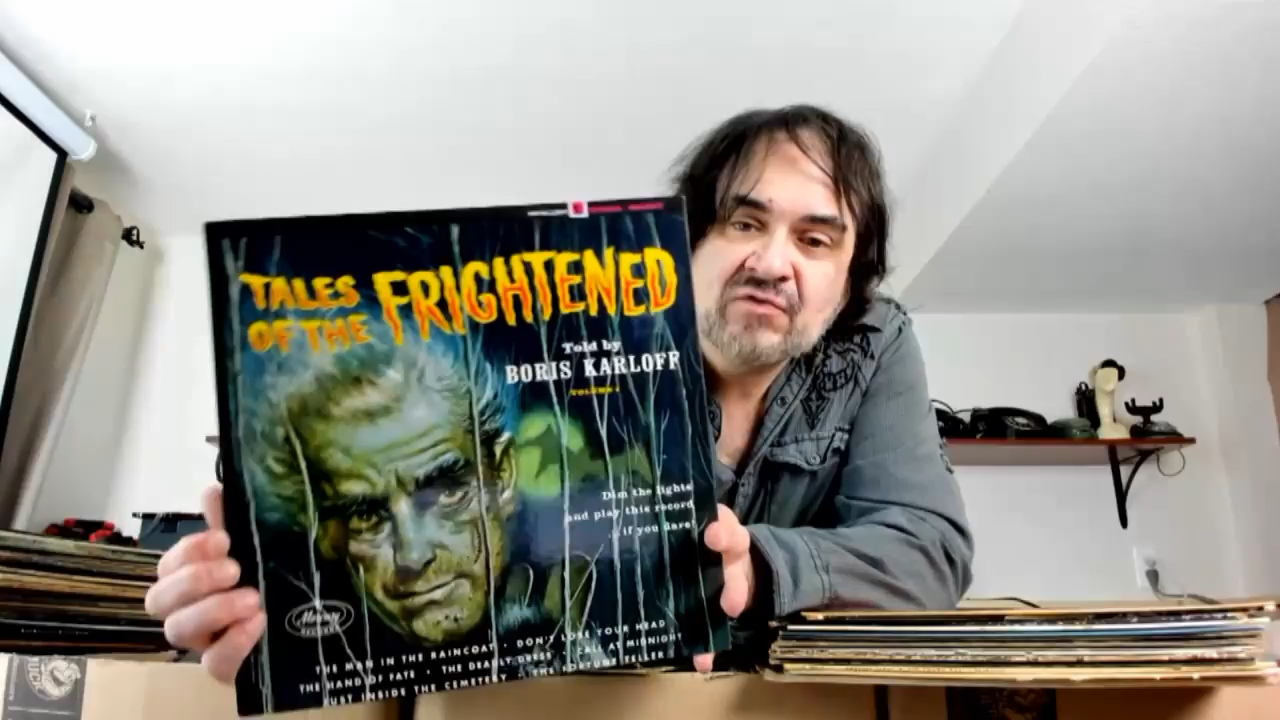 TALES
OF THE FRIGHTENED
Told by
BORIS KARLOFF
VOLUME
Dim the lights
and play this record
. . if you dare!
Mercury
RECORDS
THE MAN IN THE RAINCOAT • DON'T LOSE YOUR HEAD
THE HAND OF FATE • THE DEADLY DRESS • CALL AT MIDNIGHT
JUST INSIDE THE CEMETERY • THE FORTUNE TELLER